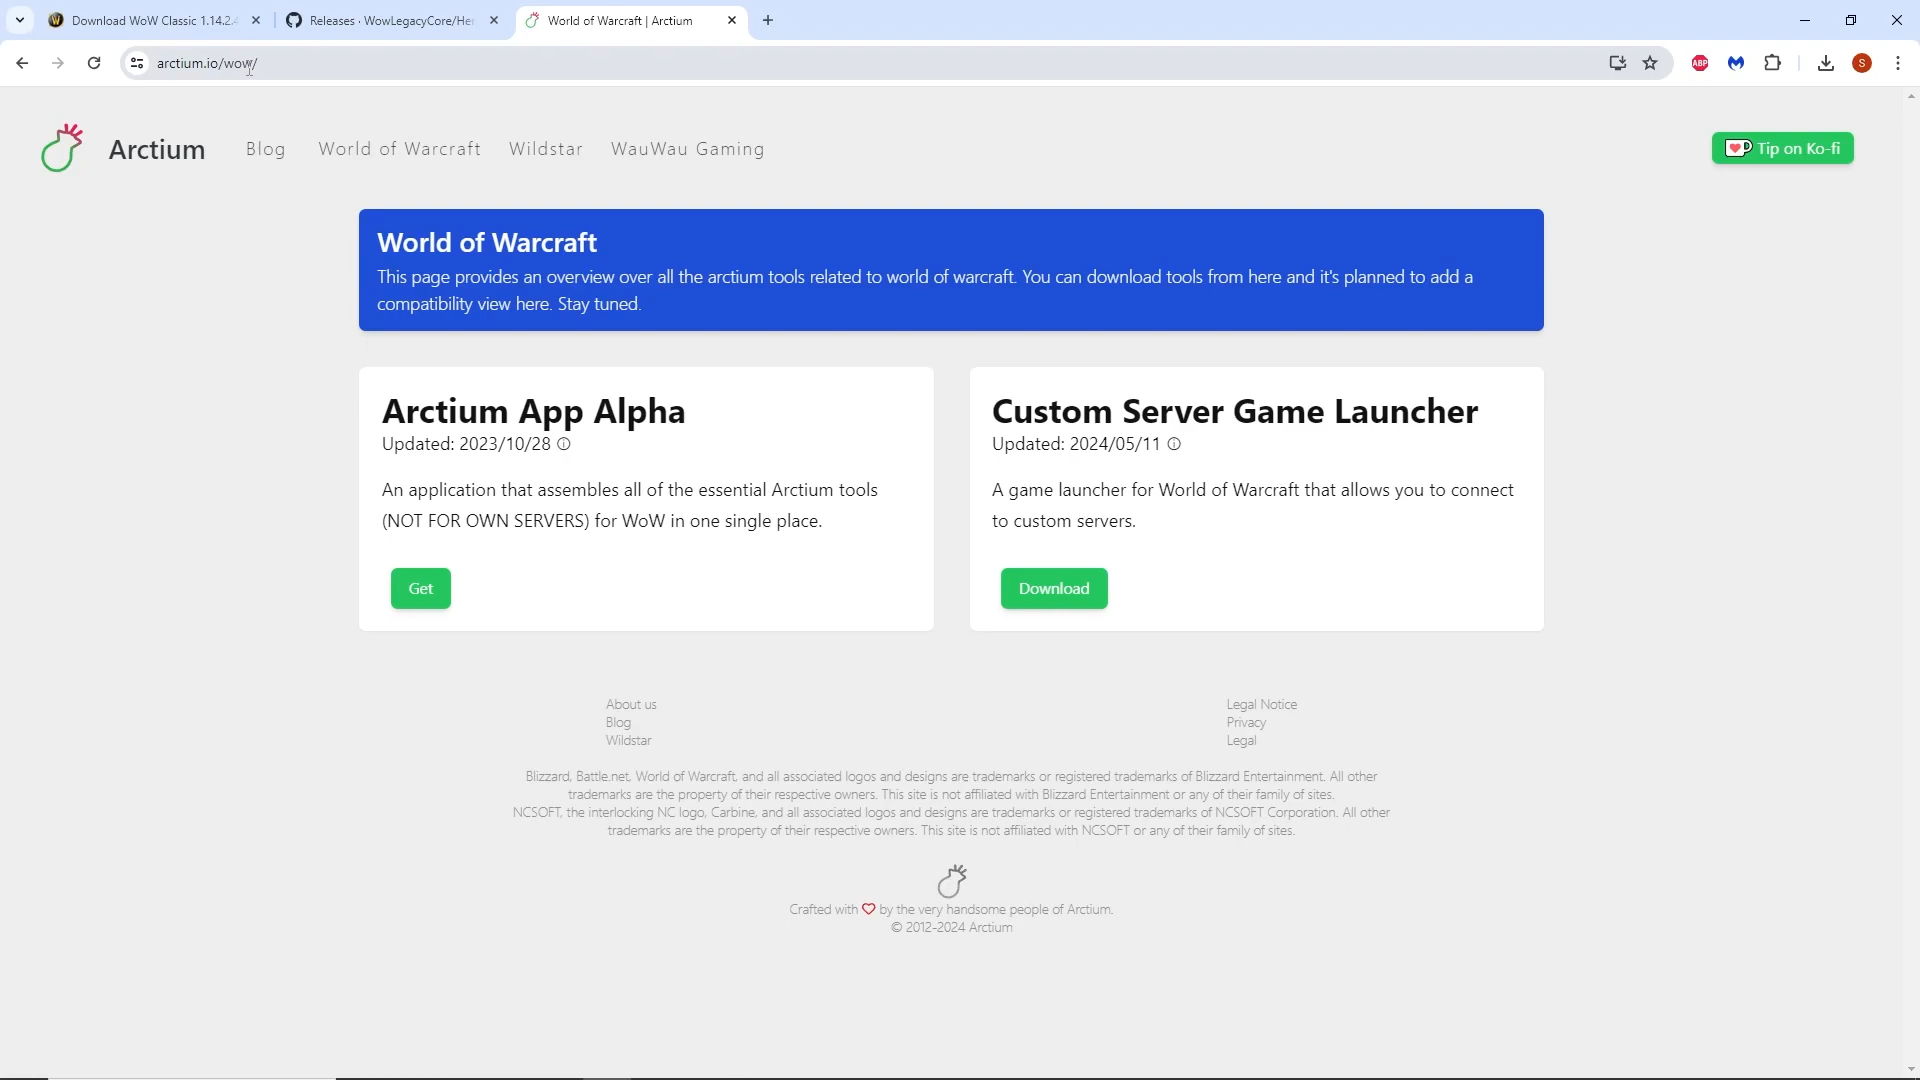 Download WoW Classic 1.14.2.4
Releases · WowLegacyCore/Her
World of Warcraft | Arctium
arctium.io/wow/
ABP
S
Arctium
Blog
World of Warcraft
Wildstar
WauWau Gaming
Tip on Ko-fi
World of Warcraft
This page provides an overview over all the arctium tools related to world of warcraft. You can download tools from here and it's planned to add a
compatibility view here. Stay tuned.
Arctium App Alpha
Updated: 2023/10/28
An application that assembles all of the essential Arctium tools
(NOT FOR OWN SERVERS) for WoW in one single place.
Get
Custom Server Game Launcher
Updated: 2024/05/11
A game launcher for World of Warcraft that allows you to connect
to custom servers.
Download
About us
Blog
Wildstar
Legal Notice
Privacy
Legal
Blizzard, Battle.net, World of Warcraft, and all associated logos and designs are trademarks or registered trademarks of Blizzard Entertainment. All other
trademarks are the property of their respective owners. This site is not affiliated with Blizzard Entertainment or any of their family of sites.
NCSOFT, the interlocking NC logo, Carbine, and all associated logos and designs are trademarks or registered trademarks of NCSOFT Corporation. All other
trademarks are the property of their respective owners. This site is not affiliated with NCSOFT or any of their family of sites.
Crafted with ♡ by the very handsome people of Arctium.
© 2012-2024 Arctium